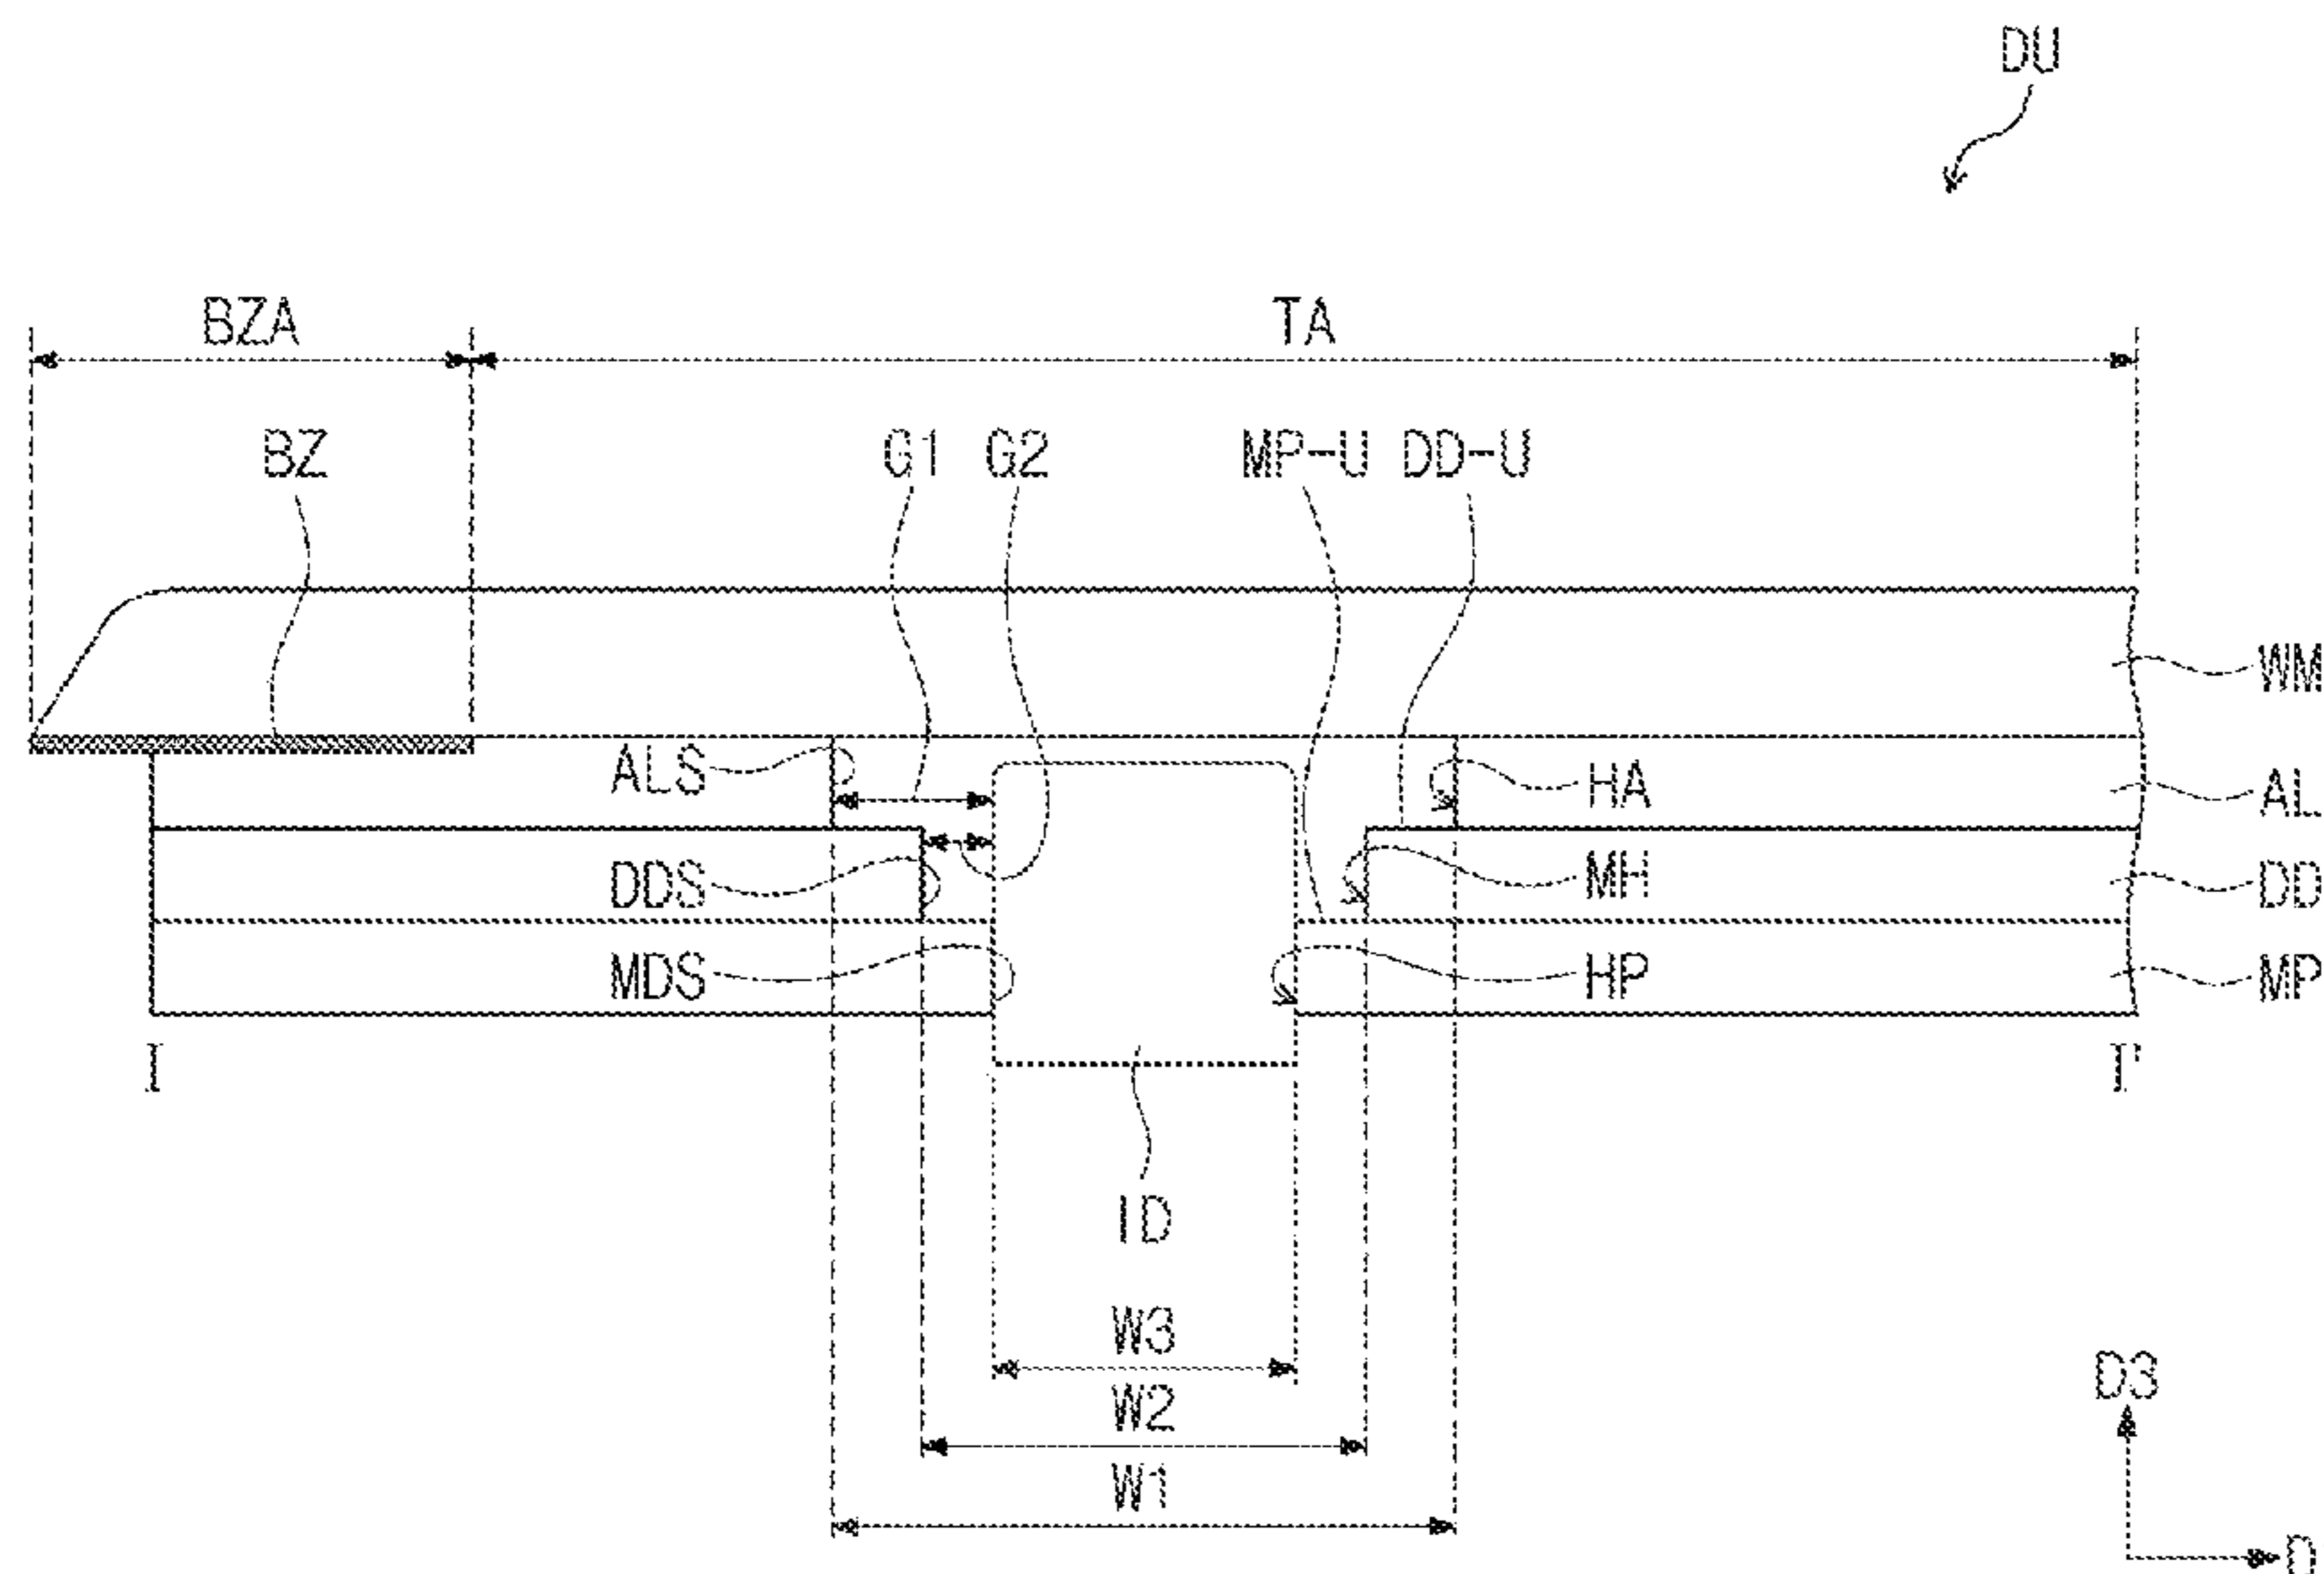 DU
BZA TA
BZ G1 G2 MP-U DD-U
WM
ALS HA AL
DDS MH DD
MDS HP MP
I I'
ID
W3
W2
W1
D3
D